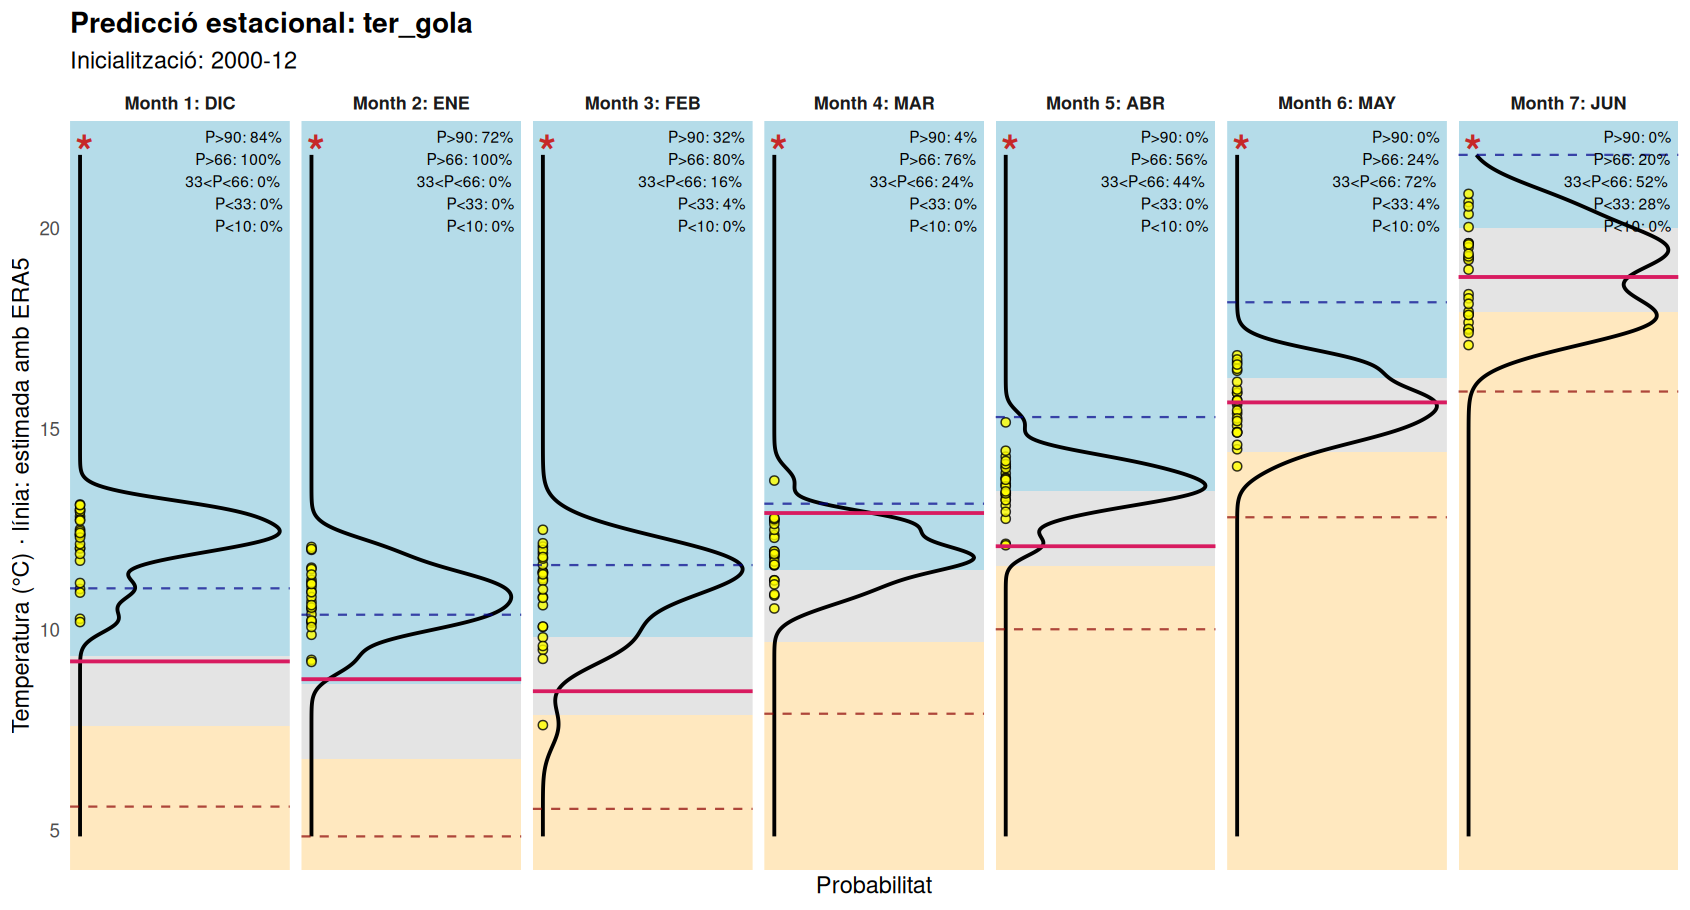 Predicció estacional: ter_gola
Inicialització: 2000-12
Month 1: DIC
Month 2: ENE
Month 3: FEB
Month 4: MAR
Month 5: ABR
Month 6: MAY
Month 7: JUN
*
P>90: 84%
P>66: 100%
33<P<66: 0%
P<33: 0%
P<10: 0%
*
P>90: 72%
P>66: 100%
33<P<66: 0%
P<33: 0%
P<10: 0%
*
P>90: 32%
P>66: 80%
33<P<66: 16%
P<33: 4%
P<10: 0%
*
P>90: 4%
P>66: 76%
33<P<66: 24%
P<33: 0%
P<10: 0%
*
P>90: 0%
P>66: 56%
33<P<66: 44%
P<33: 0%
P<10: 0%
*
P>90: 0%
P>66: 24%
33<P<66: 72%
P<33: 4%
P<10: 0%
*
P>90: 0%
P>66: 20%
33<P<66: 52%
P<33: 28%
P<10: 0%
20
15
10
5
Temperatura (°C) · línia: estimada amb ERA5
Probabilitat